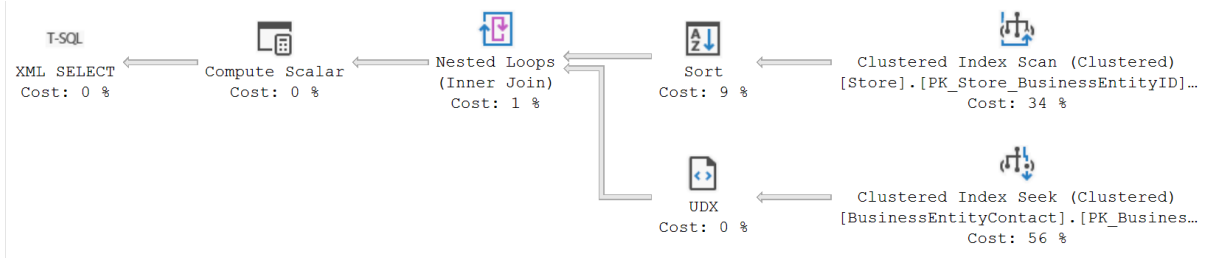 T-SQL
XML SELECT
Cost: 0 %
Compute Scalar
Cost: 0 %
Nested Loops
(Inner Join)
Cost: 1 %
A
Z
Sort
Cost: 9 %
Clustered Index Scan (Clustered)
[Store].[PK_Store_BusinessEntityID]…
Cost: 34 %
UDX
Cost: 0 %
Clustered Index Seek (Clustered)
[BusinessEntityContact].[PK_Busines…
Cost: 56 %